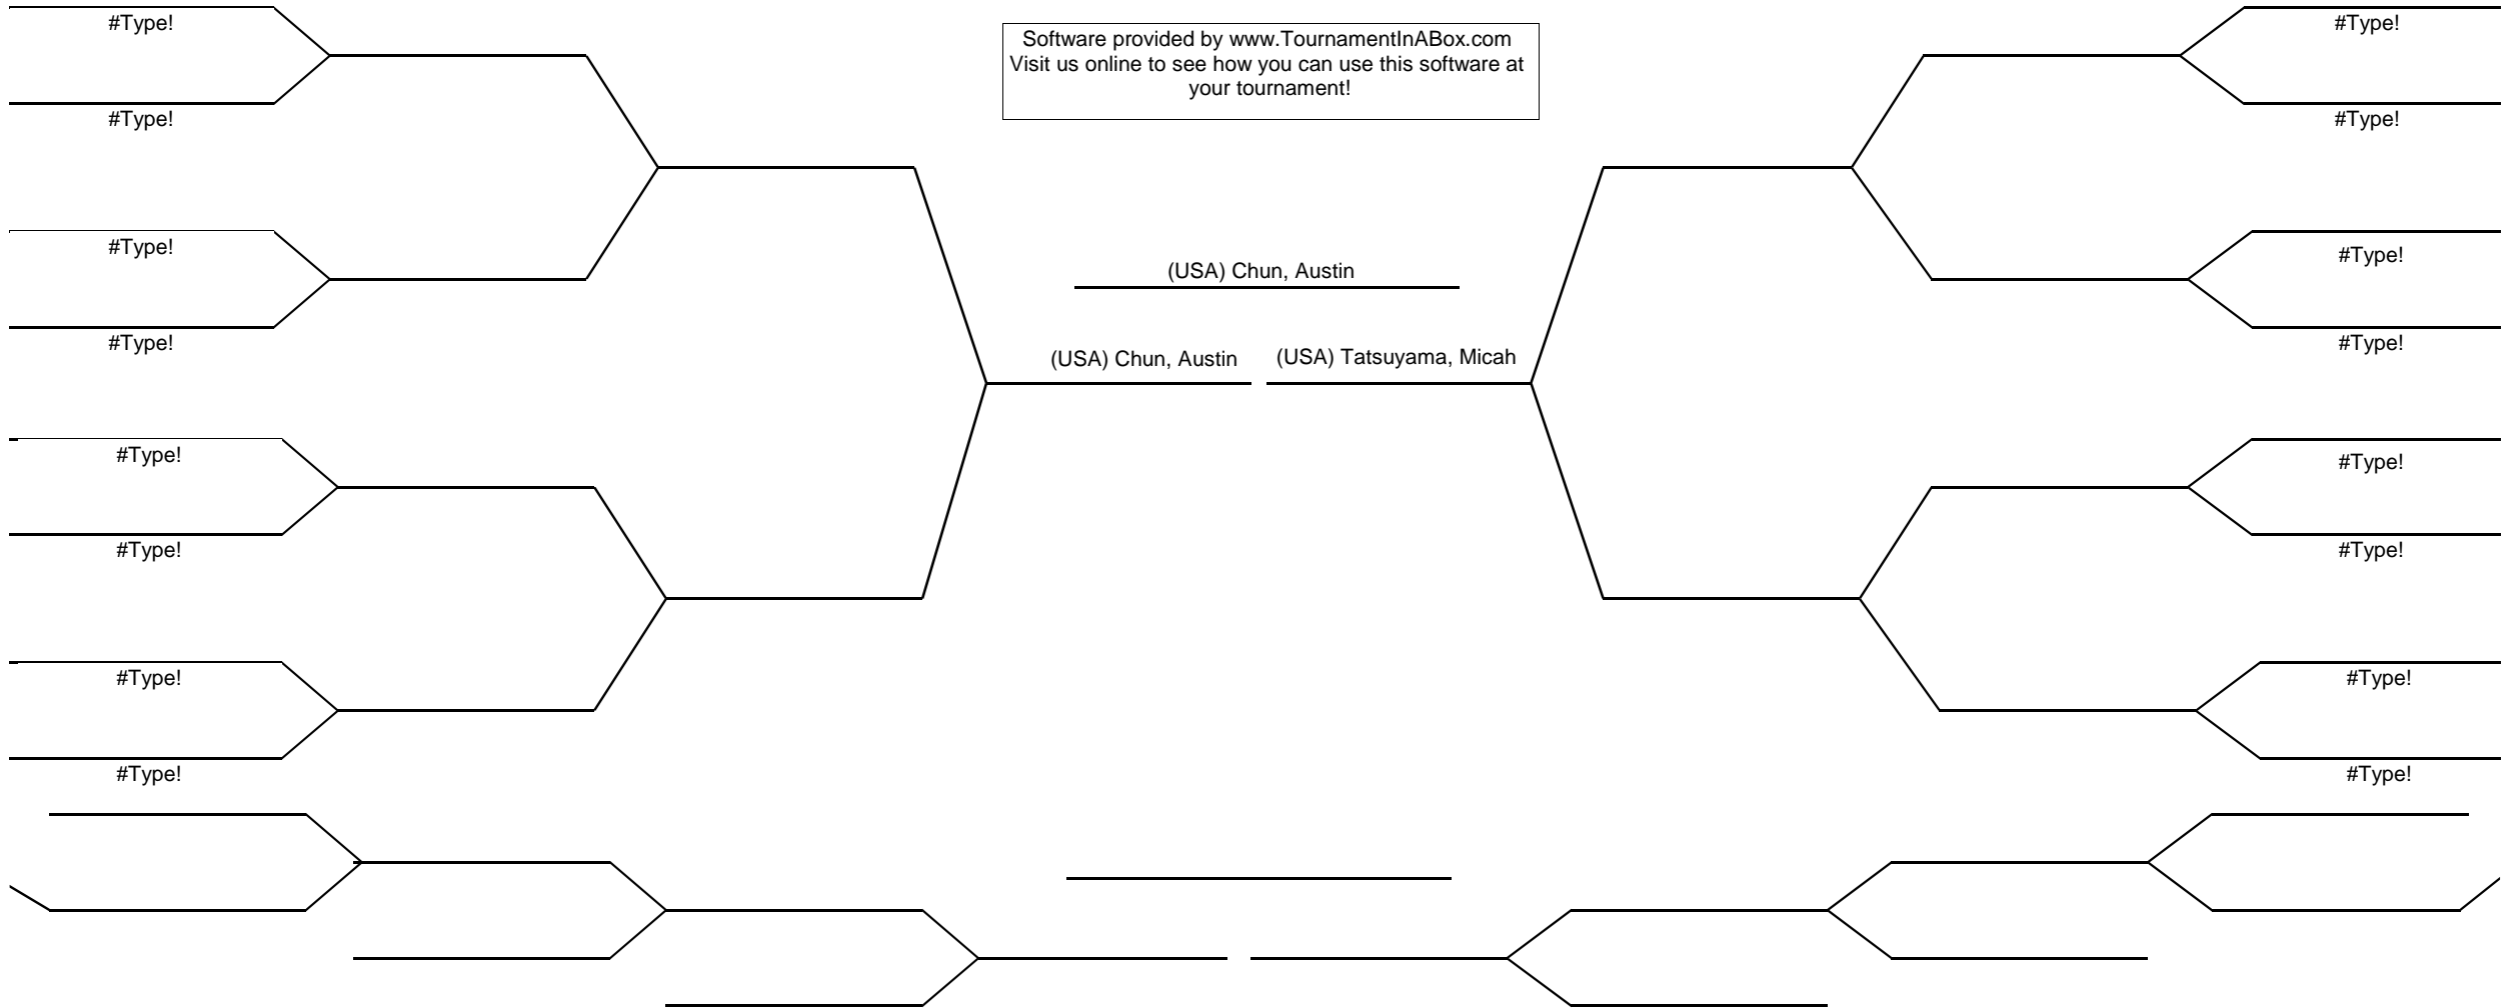 #Type!
#Type!
Software provided by www.TournamentInABox.com
Visit us online to see how you can use this software at
your tournament!
#Type!
#Type!
#Type!
#Type!
(USA) Chun, Austin
#Type!
#Type!
(USA) Chun, Austin
(USA) Tatsuyama, Micah
#Type!
#Type!
#Type!
#Type!
#Type!
#Type!
#Type!
#Type!